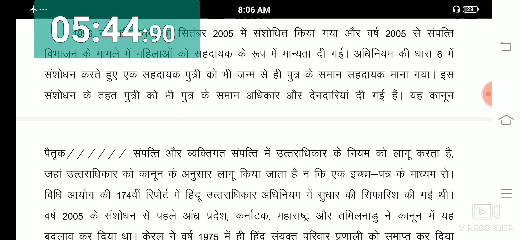 8:06 AM
05:44.90
सितंबर 2005 में संशोधित किया गया और वर्ष 2005 से संपत्ति
विभाजन के मामले में महिलाओं को सहदायक के रूप में मान्यता दी गई। अधिनियम की धारा 6 में
संशोधन करते हुए एक सहदायक पुत्री को भी जन्म से ही पुत्र के समान सहदायक माना गया। इस
संशोधन के तहत पुत्री को भी पुत्र के समान अधिकार और देनदारियां दी गई हैं। यह कानून
पैतृक////// संपत्ति और व्यक्तिगत संपत्ति में उत्तराधिकार के नियम को लागू करता है,
जहां उत्तराधिकार को कानून के अनुसार लागू किया जाता है न कि एक इच्छा–पत्र के माध्यम से।
विधि आयोग की 174वीं रिपोर्ट में हिंदू उत्तराधिकार अधिनियम में सुधार की सिफारिश की गई थी।
वर्ष 2005 के संशोधन से पहले आंध्र प्रदेश, कर्नाटक, महाराष्ट्र और तमिलनाडु ने कानून में यह
बदलाव कर दिया था। केरल ने वर्ष 1975 में ही हिंदू संयुक्त परिवार प्रणाली को समाप्त कर दिया